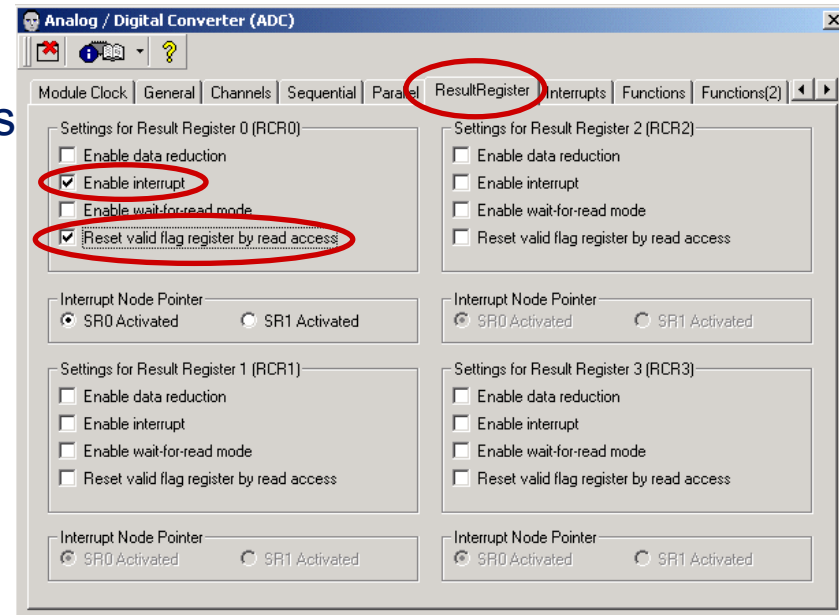 Analog / Digital Converter (ADC)
Module Clock General Channels Sequential Parallel ResultRegister Interrupts Functions Functions(2)
s
Settings for Result Register 0 (RCR0)
Enable data reduction
Enable interrupt
Enable wait-for-read mode
Reset valid flag register by read access
Interrupt Node Pointer
SR0 Activated SR1 Activated
Settings for Result Register 2 (RCR2)
Enable data reduction
Enable interrupt
Enable wait-for-read mode
Reset valid flag register by read access
Interrupt Node Pointer
SR0 Activated SR1 Activated
Settings for Result Register 1 (RCR1)
Enable data reduction
Enable interrupt
Enable wait-for-read mode
Reset valid flag register by read access
Interrupt Node Pointer
SR0 Activated SR1 Activated
Settings for Result Register 3 (RCR3)
Enable data reduction
Enable interrupt
Enable wait-for-read mode
Reset valid flag register by read access
Interrupt Node Pointer
SR0 Activated SR1 Activated